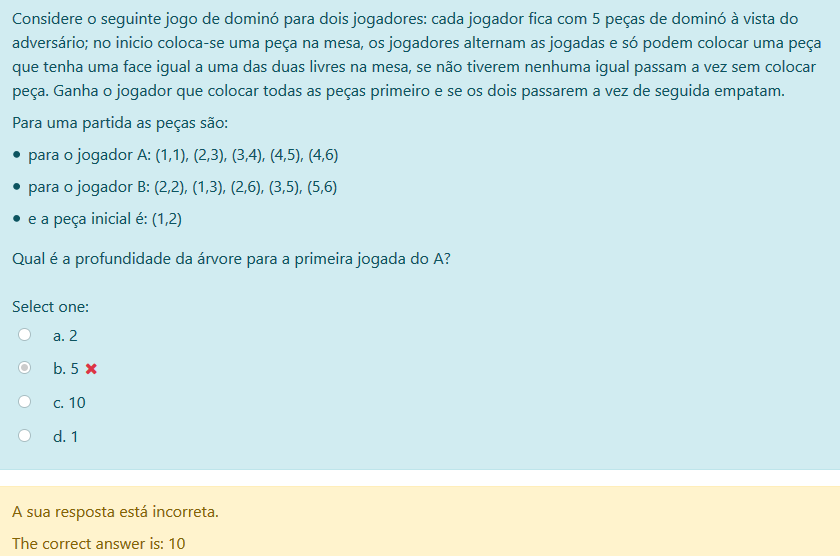 Considere o seguinte jogo de dominó para dois jogadores: cada jogador fica com 5 peças de dominó à vista do
adversário; no inicio coloca-se uma peça na mesa, os jogadores alternam as jogadas e só podem colocar uma peça
que tenha uma face igual a uma das duas livres na mesa, se não tiverem nenhuma igual passam a vez sem colocar
peça. Ganha o jogador que colocar todas as peças primeiro e se os dois passarem a vez de seguida empatam.
Para uma partida as peças são:
• para o jogador A: (1,1), (2,3), (3,4), (4,5), (4,6)
• para o jogador B: (2,2), (1,3), (2,6), (3,5), (5,6)
• e a peça inicial é: (1,2)
Qual é a profundidade da árvore para a primeira jogada do A?
Select one:
a. 2
b. 5
c. 10
d. 1
A sua resposta está incorreta.
The correct answer is: 10